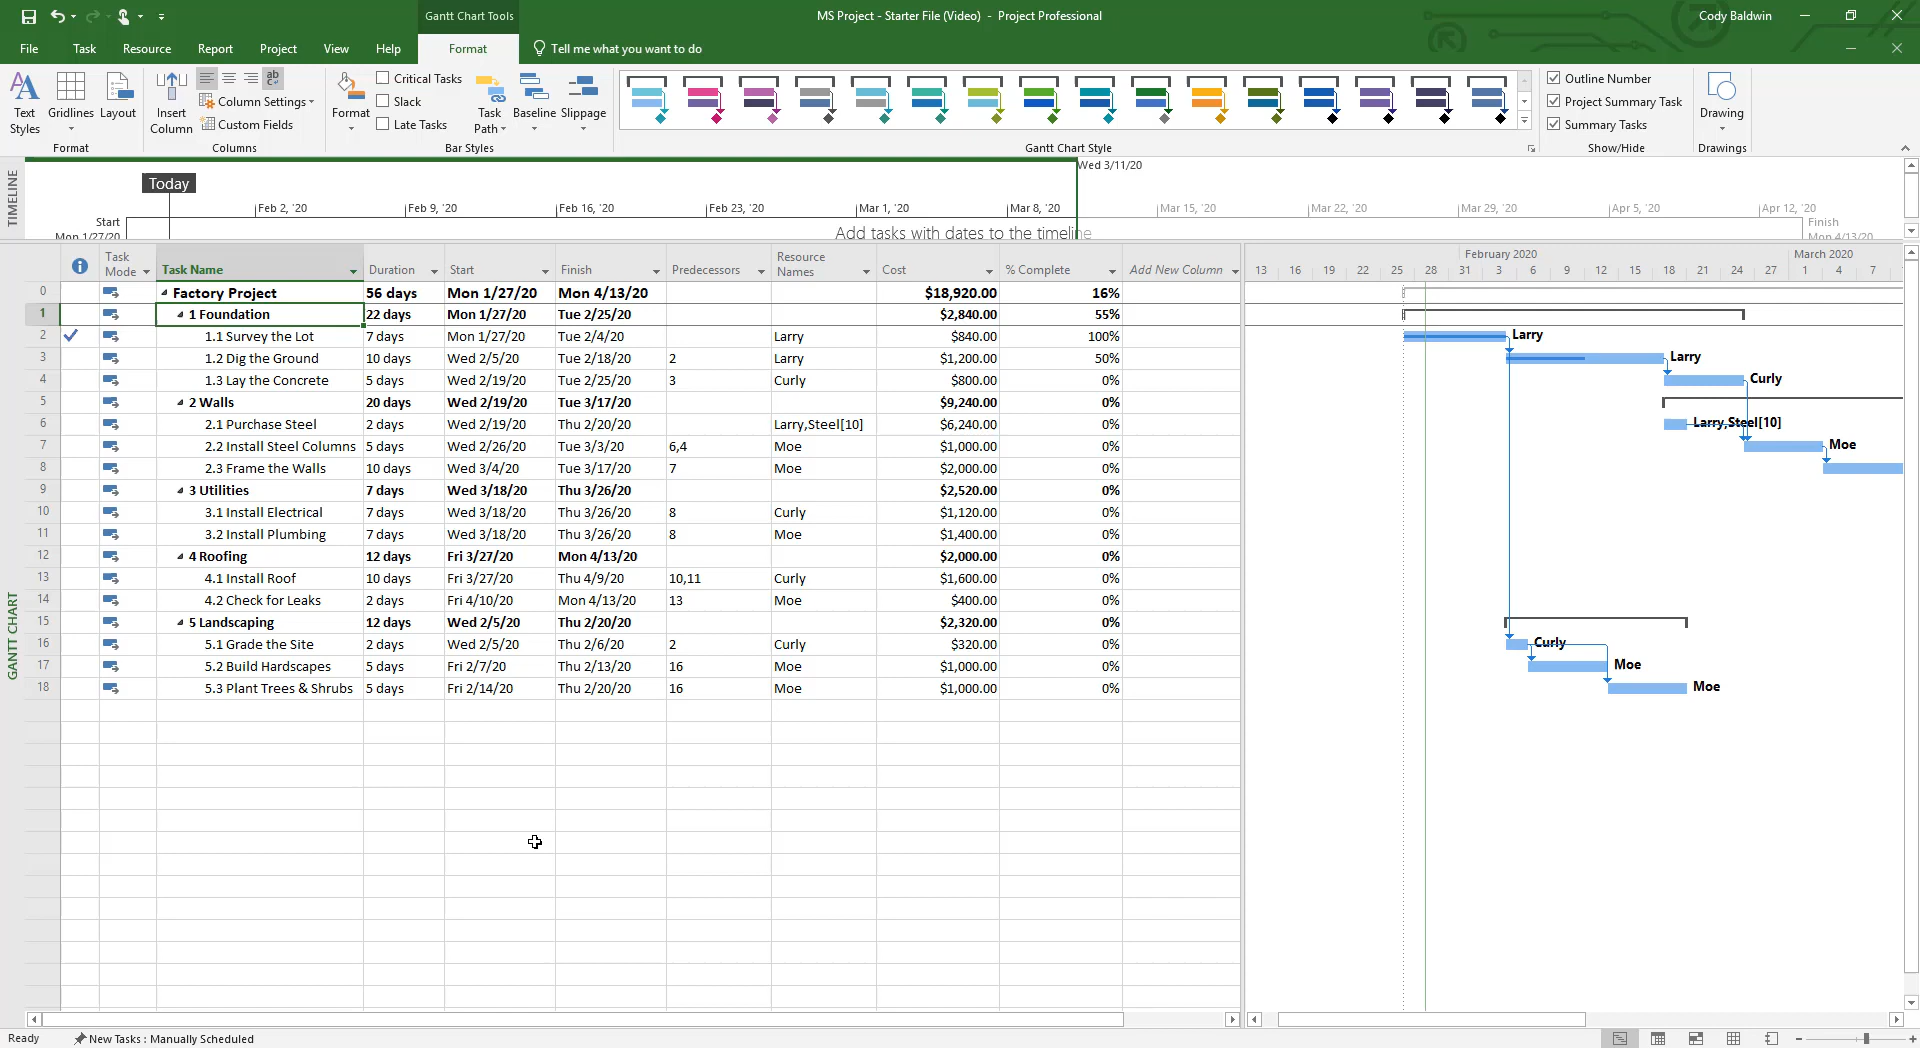 Gantt Chart Tools
MS Project - Starter File (Video) - Project Professional
Cody Baldwin
File Task Resource Report Project View Help Format Tell me what you want to do
Text Styles
Gridlines
Layout
Format
Insert Column
ab
Column Settings
Custom Fields
Columns
Format
Critical Tasks
Slack
Late Tasks
Task Path
Baseline
Slippage
Bar Styles
Gantt Chart Style
Outline Number
Project Summary Task
Summary Tasks
Show/Hide
Drawing
Drawings
TIMELINE
Wed 3/11/20
Today
Feb 2, '20 Feb 9, '20 Feb 16, '20 Feb 23, '20 Mar 1, '20 Mar 8, '20 Mar 15, '20 Mar 22, '20 Mar 29, '20 Apr 5, '20 Apr 12, '20
Start
Mon 1/27/20
Add tasks with dates to the timeline
Finish
Mon 4/13/20
GANTT CHART
Task Mode Task Name Duration Start Finish Predecessors Resource Names Cost % Complete Add New Column
0 Factory Project 56 days Mon 1/27/20 Mon 4/13/20 $18,920.00 16%
1 1 Foundation 22 days Mon 1/27/20 Tue 2/25/20 $2,840.00 55%
2 1.1 Survey the Lot 7 days Mon 1/27/20 Tue 2/4/20 Larry $840.00 100%
3 1.2 Dig the Ground 10 days Wed 2/5/20 Tue 2/18/20 2 Larry $1,200.00 50%
4 1.3 Lay the Concrete 5 days Wed 2/19/20 Tue 2/25/20 3 Curly $800.00 0%
5 2 Walls 20 days Wed 2/19/20 Tue 3/17/20 $9,240.00 0%
6 2.1 Purchase Steel 2 days Wed 2/19/20 Thu 2/20/20 Larry,Steel[10] $6,240.00 0%
7 2.2 Install Steel Columns 5 days Wed 2/26/20 Tue 3/3/20 6,4 Moe $1,000.00 0%
8 2.3 Frame the Walls 10 days Wed 3/4/20 Tue 3/17/20 7 Moe $2,000.00 0%
9 3 Utilities 7 days Wed 3/18/20 Thu 3/26/20 $2,520.00 0%
10 3.1 Install Electrical 7 days Wed 3/18/20 Thu 3/26/20 8 Curly $1,120.00 0%
11 3.2 Install Plumbing 7 days Wed 3/18/20 Thu 3/26/20 8 Moe $1,400.00 0%
12 4 Roofing 12 days Fri 3/27/20 Mon 4/13/20 $2,000.00 0%
13 4.1 Install Roof 10 days Fri 3/27/20 Thu 4/9/20 10,11 Curly $1,600.00 0%
14 4.2 Check for Leaks 2 days Fri 4/10/20 Mon 4/13/20 13 Moe $400.00 0%
15 5 Landscaping 12 days Wed 2/5/20 Thu 2/20/20 $2,320.00 0%
16 5.1 Grade the Site 2 days Wed 2/5/20 Thu 2/6/20 2 Curly $320.00 0%
17 5.2 Build Hardscapes 5 days Fri 2/7/20 Thu 2/13/20 16 Moe $1,000.00 0%
18 5.3 Plant Trees & Shrubs 5 days Fri 2/14/20 Thu 2/20/20 16 Moe $1,000.00 0%
February 2020 March 2020
13 16 19 22 25 28 31 3 6 9 12 15 18 21 24 27 1 4 7
Larry
Larry
Curly
Larry,Steel[10]
Moe
Curly
Moe
Moe
Ready New Tasks : Manually Scheduled